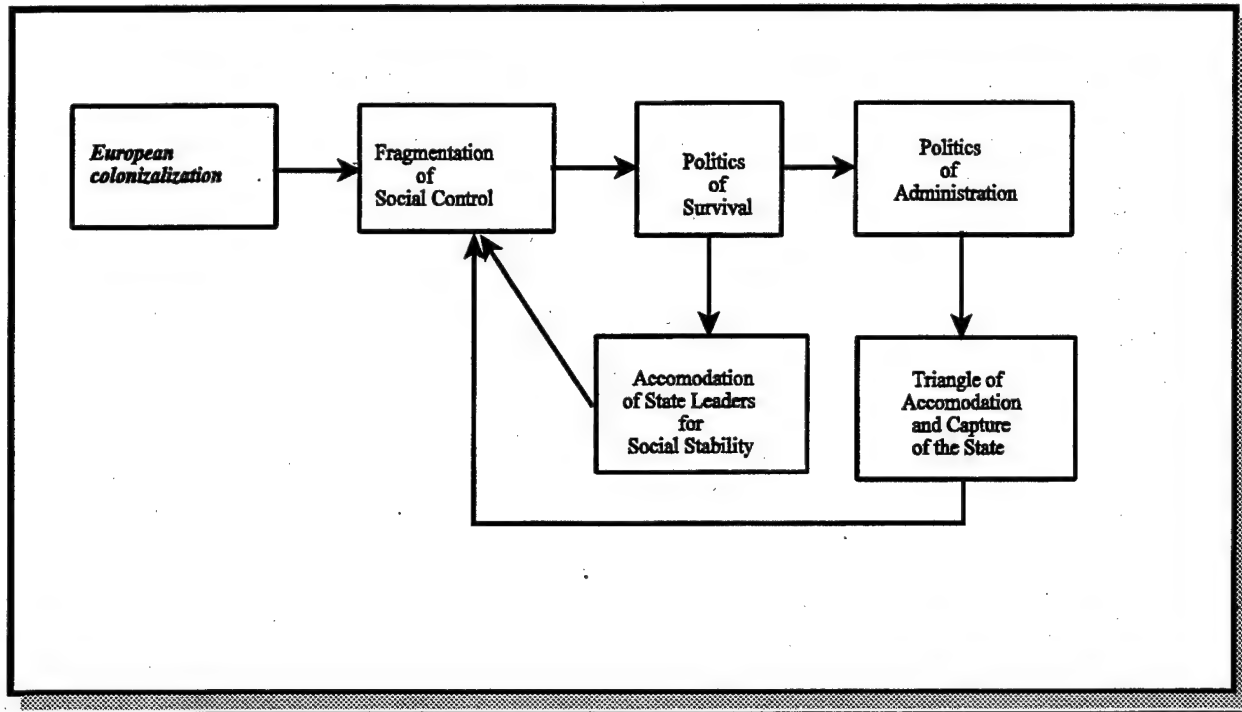 European
colonizalization
Fragmentation
of
Social Control
Politics
of
Survival
Politics
of
Administration
Accomodation
of State Leaders
for
Social Stability
Triangle of
Accomodation
and Capture
of the State